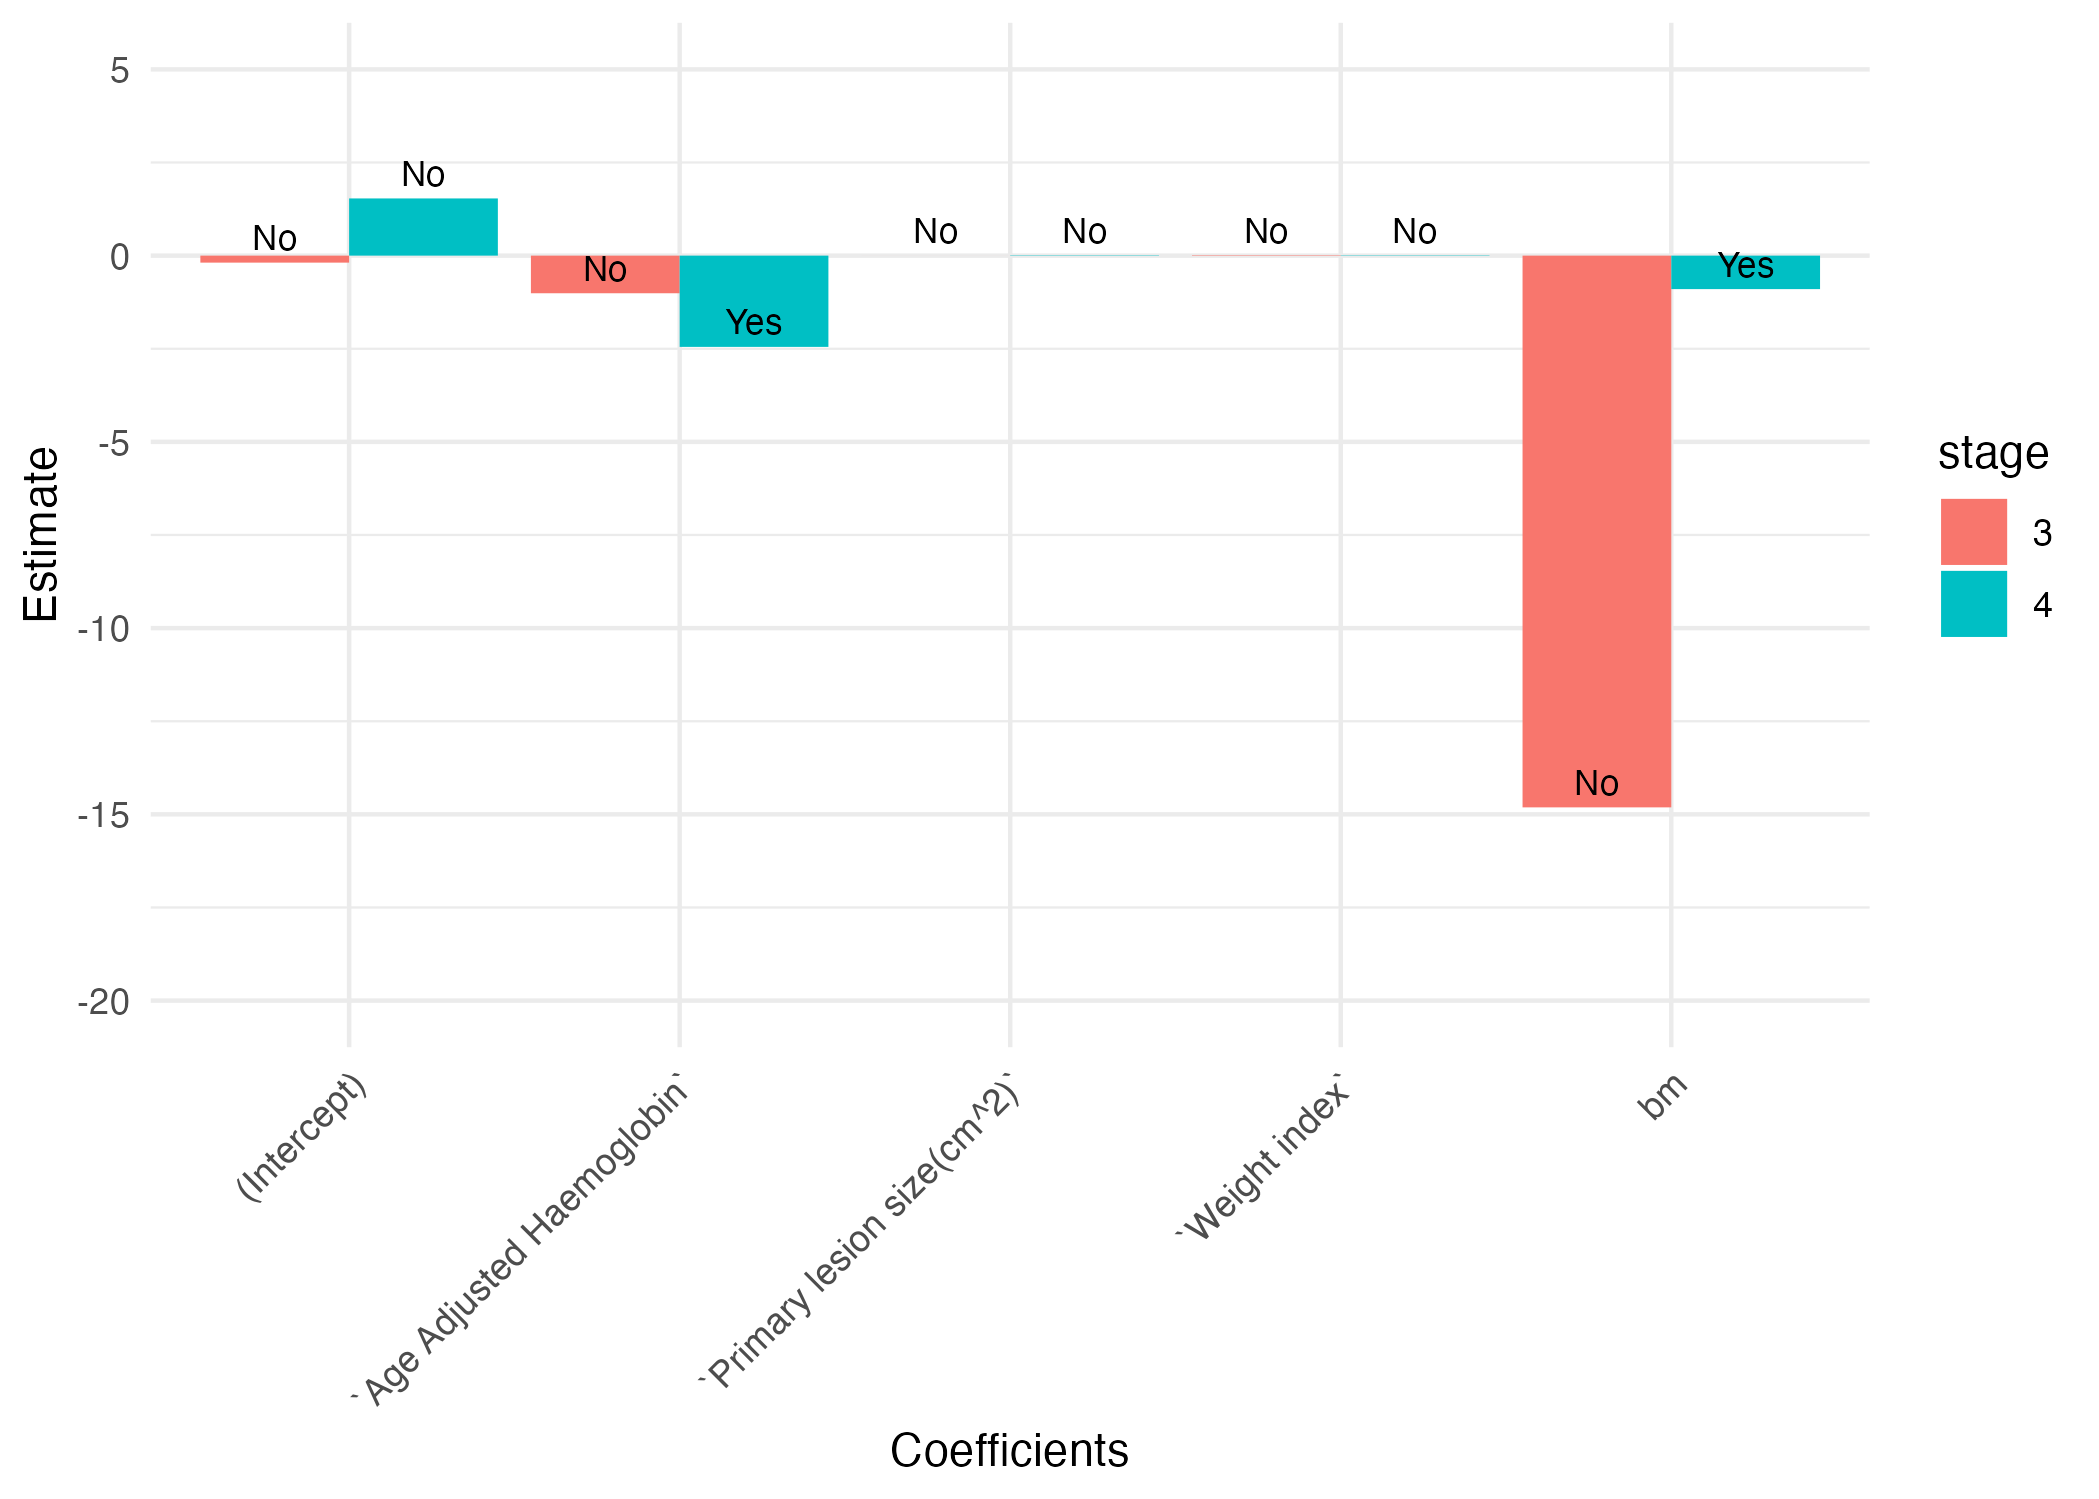 5
0
-5
-10
-15
-20
Estimate
No
No
No
Yes
No
No
No
No
No
Yes
(Intercept)
`Age Adjusted Haemoglobin`
`Primary lesion size(cm^2)`
`Weight index`
bm
Coefficients
stage
3
4